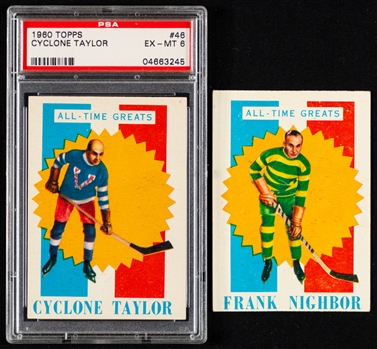 PSA
1960 TOPPS #46
CYCLONE TAYLOR EX-MT 6
04663245
ALL-TIME GREATS
V
CYCLONE TAYLOR
ALL-TIME GREATS
FRANK NIGHBOR